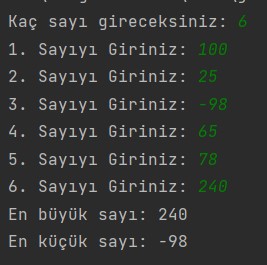 Kaç sayı gireceksiniz: 6
1. Sayıyı Giriniz: 100
2. Sayıyı Giriniz: 25
3. Sayıyı Giriniz: -98
4. Sayıyı Giriniz: 65
5. Sayıyı Giriniz: 78
6. Sayıyı Giriniz: 240
En büyük sayı: 240
En küçük sayı: -98